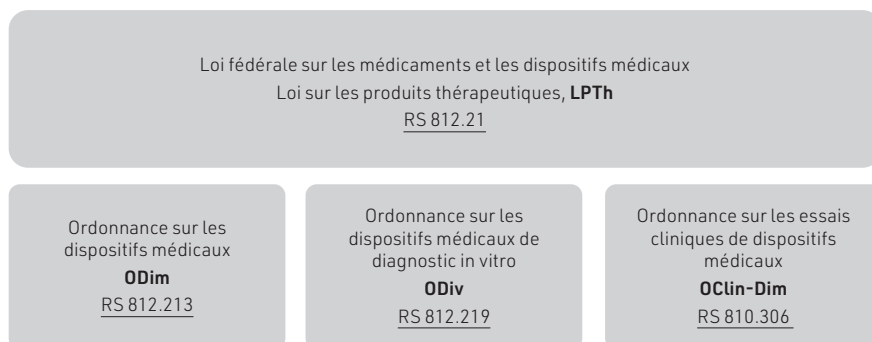 Loi fédérale sur les médicaments et les dispositifs médicaux
Loi sur les produits thérapeutiques, LPTh
RS 812.21
Ordonnance sur les
dispositifs médicaux
ODim
RS 812.213
Ordonnance sur les
dispositifs médicaux de
diagnostic in vitro
ODiv
RS 812.219
Ordonnance sur les essais
cliniques de dispositifs
médicaux
OClin-Dim
RS 810.306